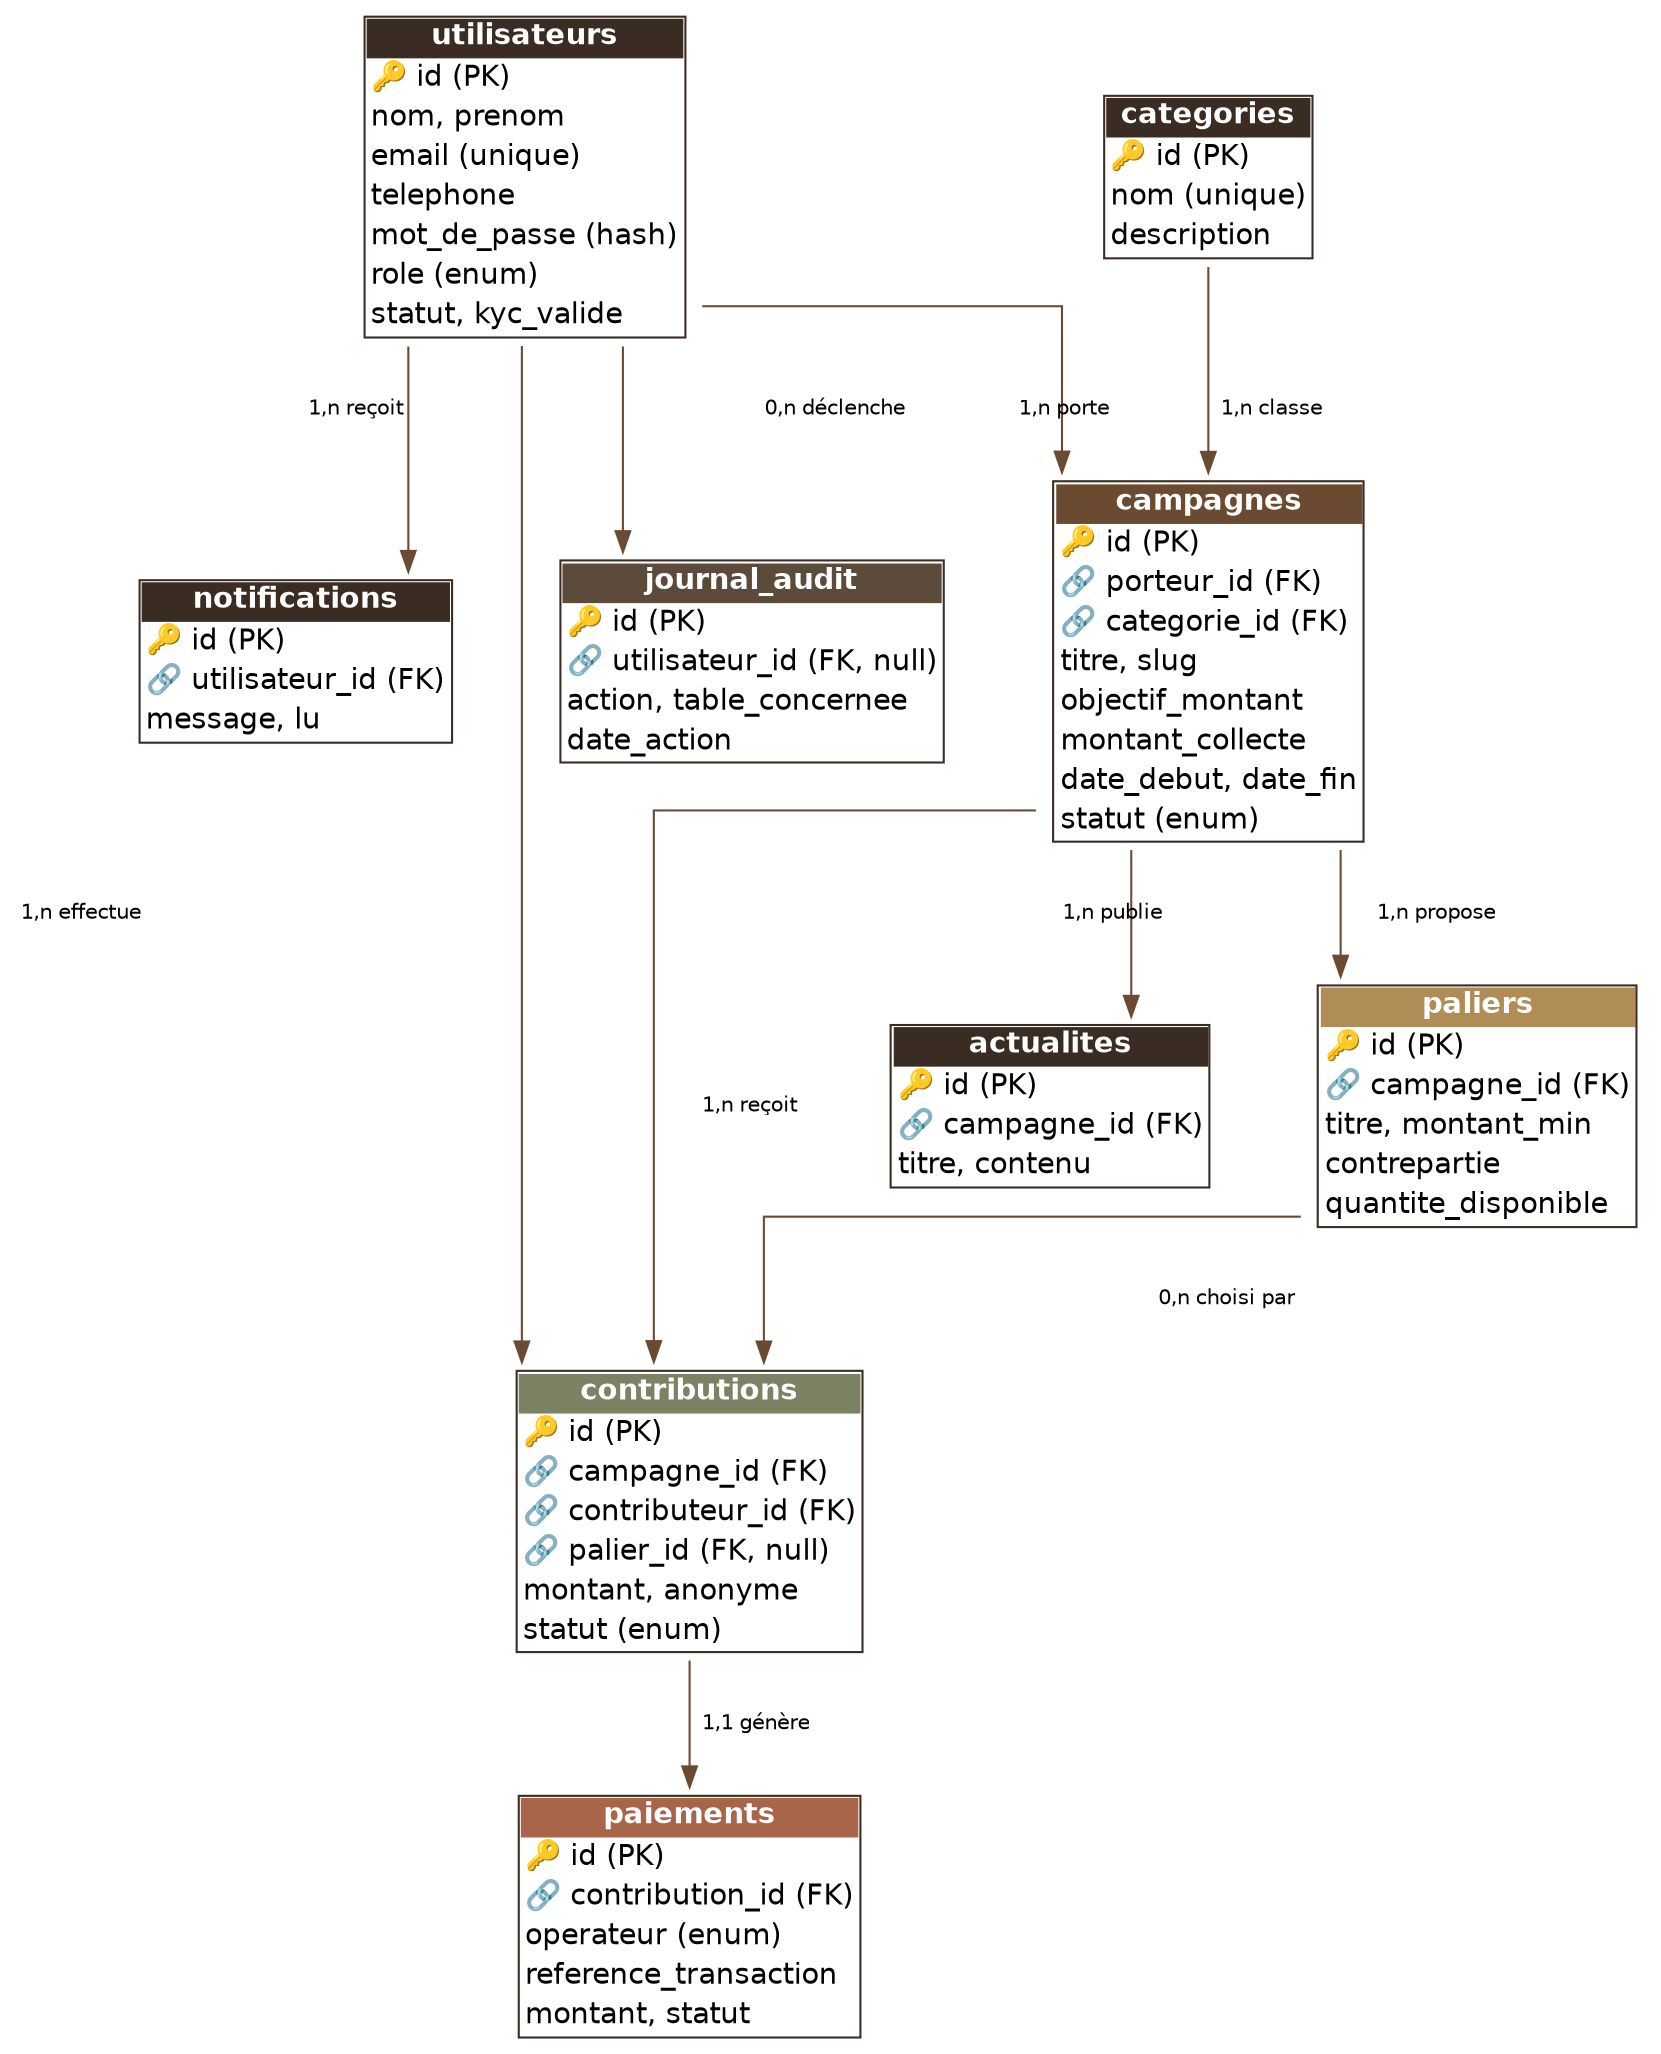 utilisateurs
🔑 id (PK)
nom, prenom
email (unique)
telephone
mot_de_passe (hash)
role (enum)
statut, kyc_valide
categories
🔑 id (PK)
nom (unique)
description
1,n reçoit
0,n déclenche
1,n porte
1,n classe
campagnes
🔑 id (PK)
🔗 porteur_id (FK)
🔗 categorie_id (FK)
titre, slug
objectif_montant
montant_collecte
date_debut, date_fin
statut (enum)
notifications
🔑 id (PK)
🔗 utilisateur_id (FK)
message, lu
journal_audit
🔑 id (PK)
🔗 utilisateur_id (FK, null)
action, table_concernee
date_action
1,n effectue
1,n publie
1,n propose
1,n reçoit
actualites
🔑 id (PK)
🔗 campagne_id (FK)
titre, contenu
paliers
🔑 id (PK)
🔗 campagne_id (FK)
titre, montant_min
contrepartie
quantite_disponible
0,n choisi par
contributions
🔑 id (PK)
🔗 campagne_id (FK)
🔗 contributeur_id (FK)
🔗 palier_id (FK, null)
montant, anonyme
statut (enum)
1,1 génère
paiements
🔑 id (PK)
🔗 contribution_id (FK)
operateur (enum)
reference_transaction
montant, statut